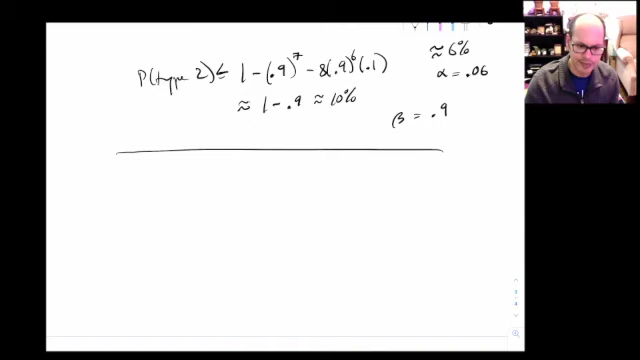 P(type 2) ≤ 1 - (.9)^7 - 8(.9)^6(.1)
≈ 1 - .9 ≈ 10%
≈ 6%
α = .06
β = .9